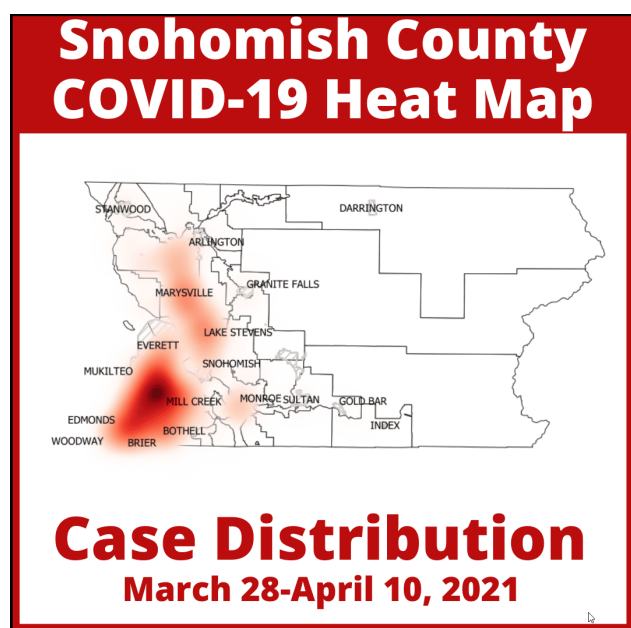 Snohomish County
COVID-19 Heat Map
STANWOOD
DARRINGTON
ARLINGTON
GRANITE FALLS
MARYSVILLE
LAKE STEVENS
EVERETT
SNOHOMISH
MUKILTEO
MILL CREEK
MONROE
SULTAN
GOLD BAR
EDMONDS
INDEX
BOTHELL
WOODWAY
BRIER
Case Distribution
March 28-April 10, 2021